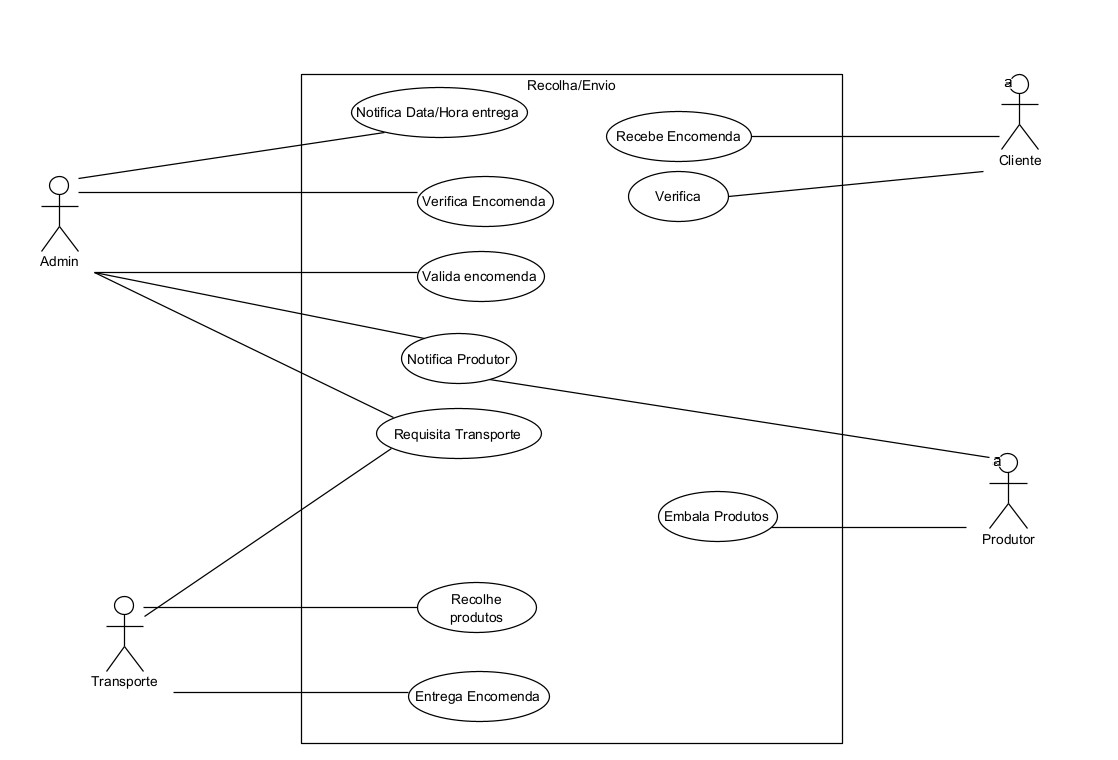 Recolha/Envio
Notifica Data/Hora entrega
a
Recebe Encomenda
Cliente
Verifica Encomenda
Verifica
Admin
Valida encomenda
Notifica Produtor
Requisita Transporte
a
Embala Produtos
Produtor
Recolhe
produtos
Transporte
Entrega Encomenda